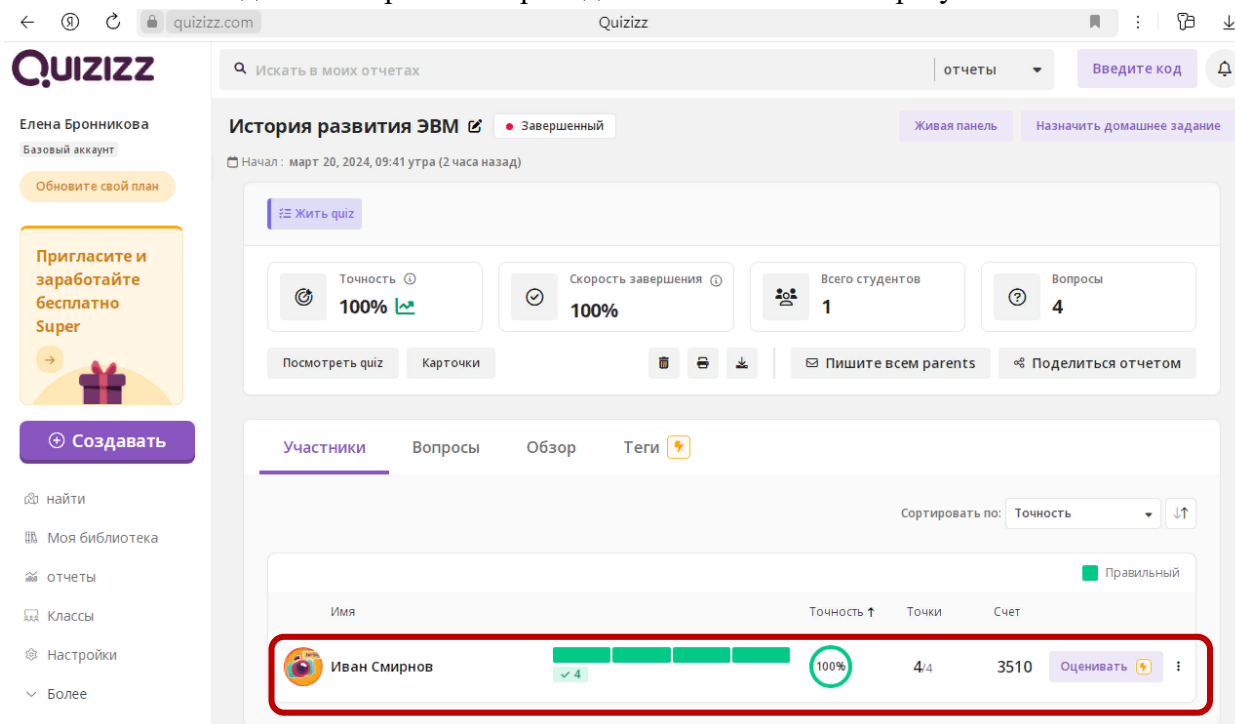 quizizz.com
Quizizz
QUIZIZZ
Искать в моих отчетах
отчеты
Введите код
Елена Бронникова
Базовый аккаунт
Обновите свой план
Пригласите и
заработайте
бесплатно
Super
Создавать
найти
Моя библиотека
отчеты
Классы
Настройки
Более
История развития ЭВМ
Завершенный
Живая панель
Назначить домашнее задание
Начал : март 20, 2024, 09:41 утра (2 часа назад)
Жить quiz
Точность
100%
Скорость завершения
100%
Всего студентов
1
Вопросы
4
Посмотреть quiz
Карточки
Пишите всем parents
Поделиться отчетом
Участники
Вопросы
Обзор
Теги
Сортировать по: Точность
Правильный
Имя
Точность
Точки
Счет
Иван Смирнов
4
100%
4/4
3510
Оценивать